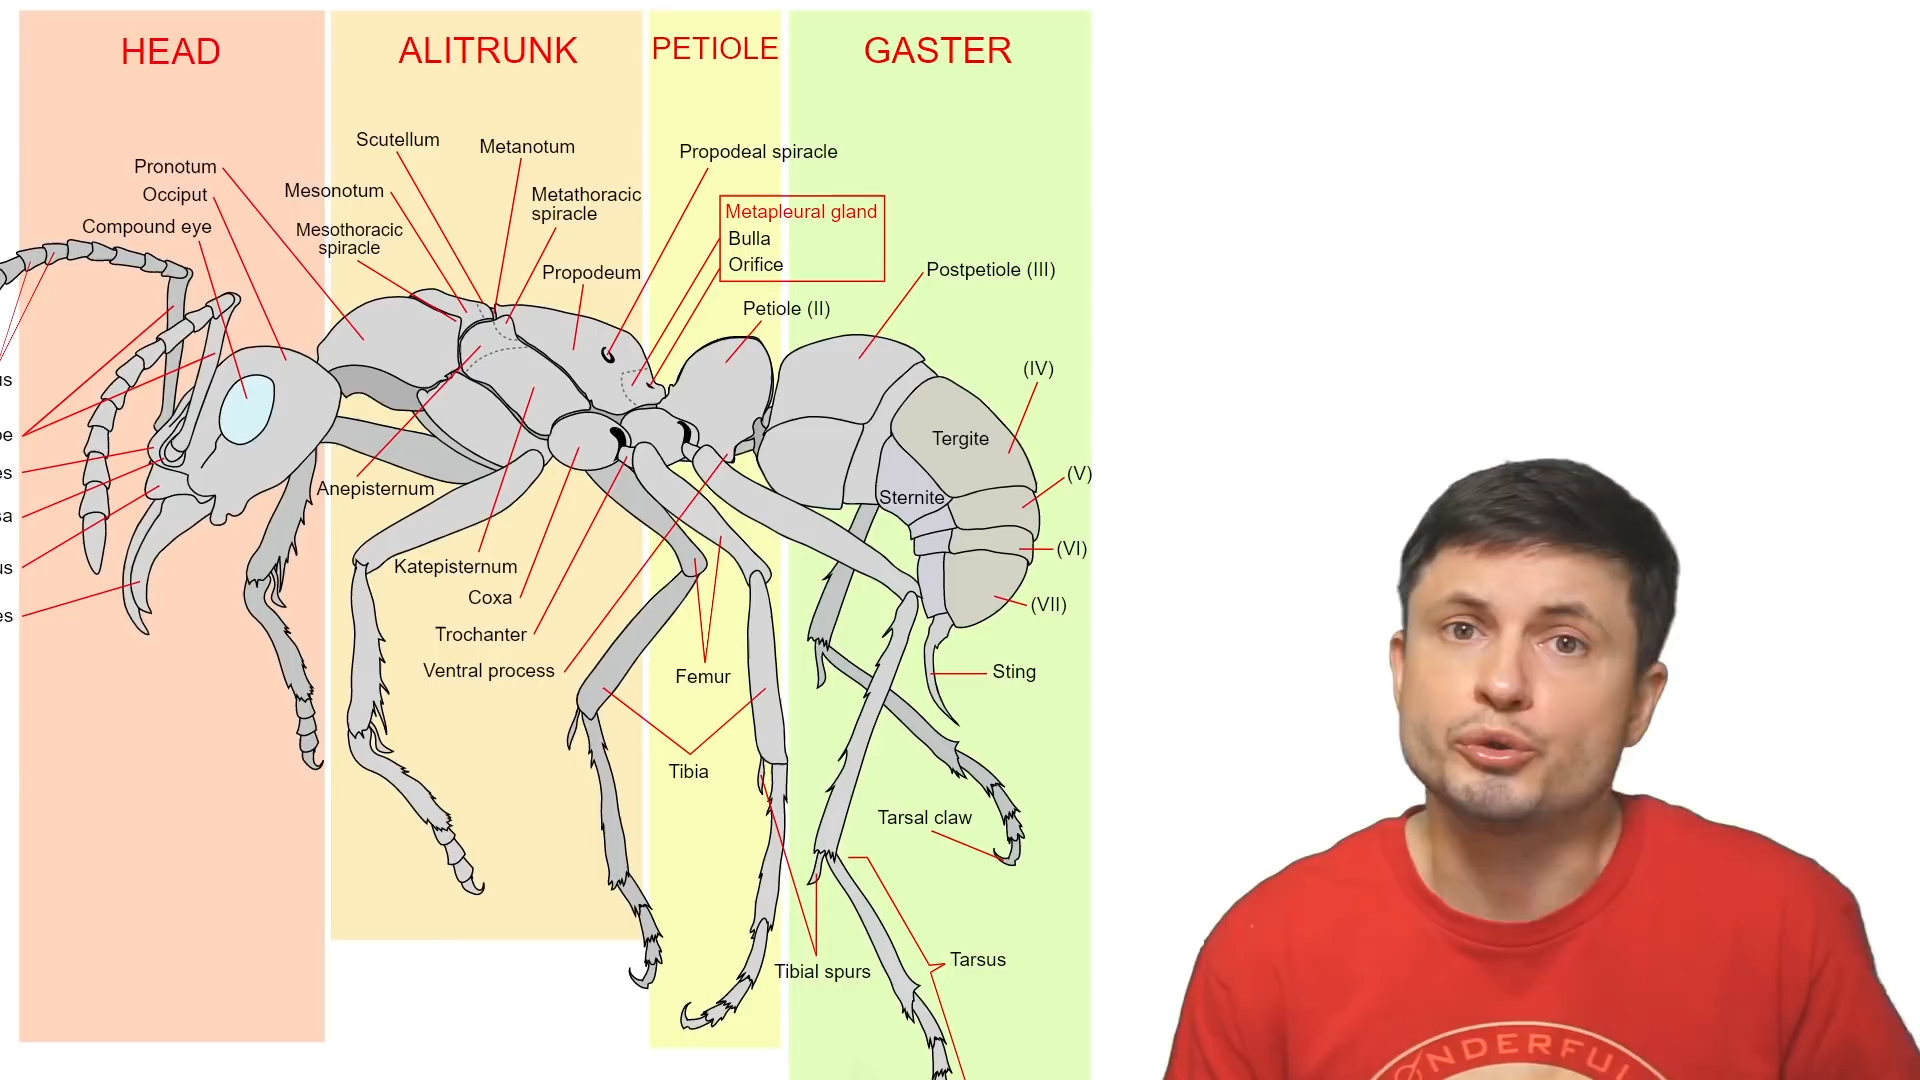 HEAD
ALITRUNK
PETIOLE
GASTER
Scutellum
Metanotum
Propodeal spiracle
Pronotum
Occiput
Mesonotum
Metathoracic
spiracle
Metapleural gland
Bulla
Orifice
Compound eye
Mesothoracic
spiracle
Propodeum
Postpetiole (III)
Petiole (II)
(IV)
Tergite
(V)
Anepisternum
Sternite
(VI)
Katepisternum
Coxa
(VII)
Trochanter
Ventral process
Femur
Sting
Tibia
Tarsal claw
Tibial spurs
Tarsus
NDERFU